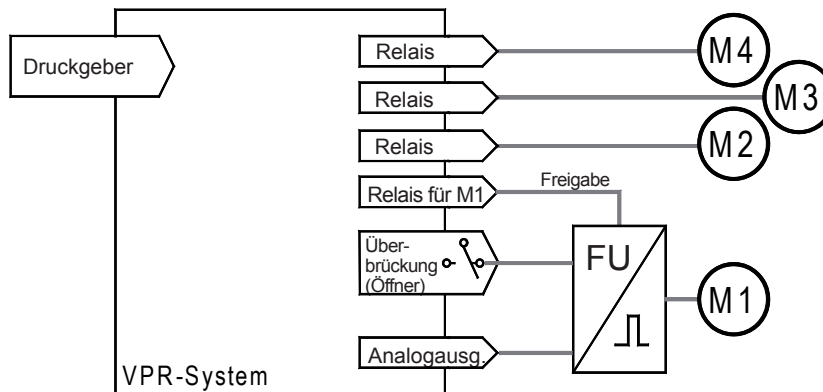 Druckgeber
Relais
M4
Relais
M3
Relais
M2
Relais für M1
Freigabe
Über-
brückung
(Öffner)
FU
M1
Analogausg.
VPR-System